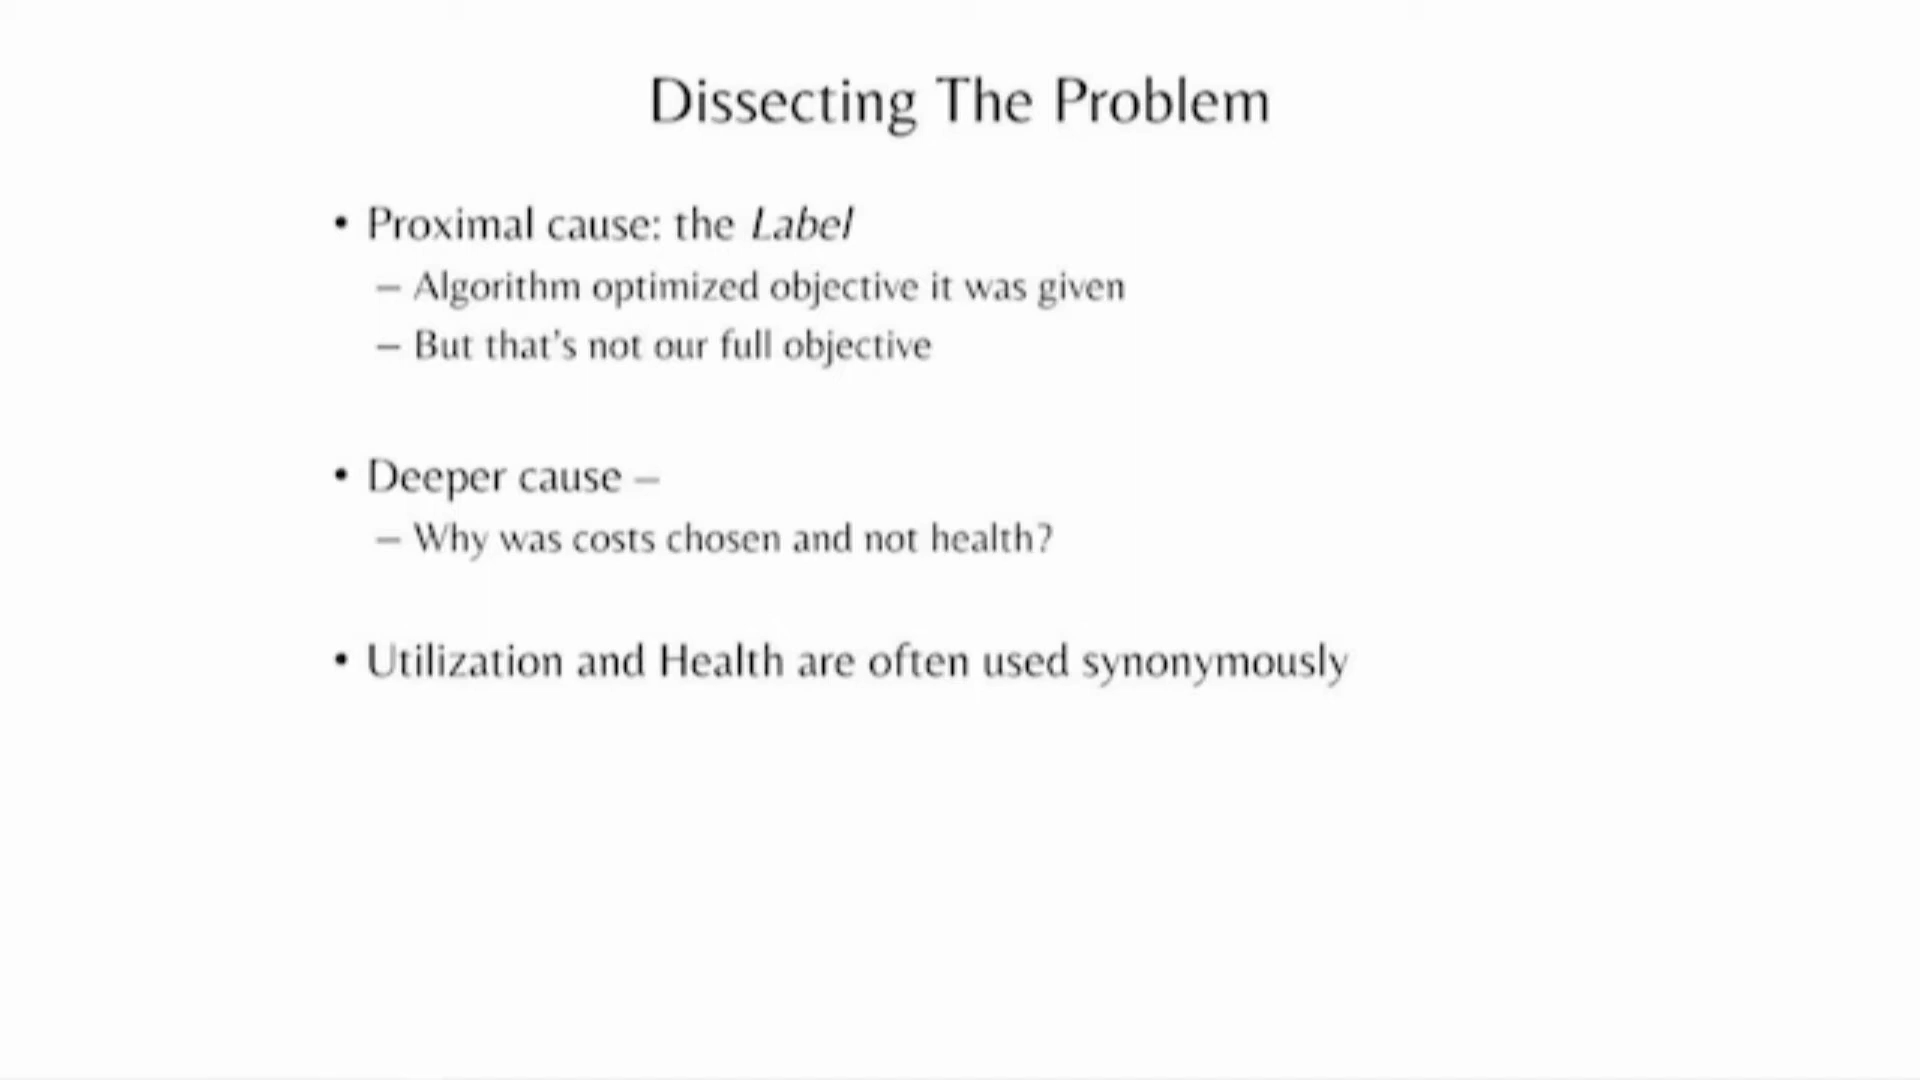 Dissecting The Problem
• Proximal cause: the Label
– Algorithm optimized objective it was given
– But that's not our full objective
• Deeper cause –
– Why was costs chosen and not health?
• Utilization and Health are often used synonymously